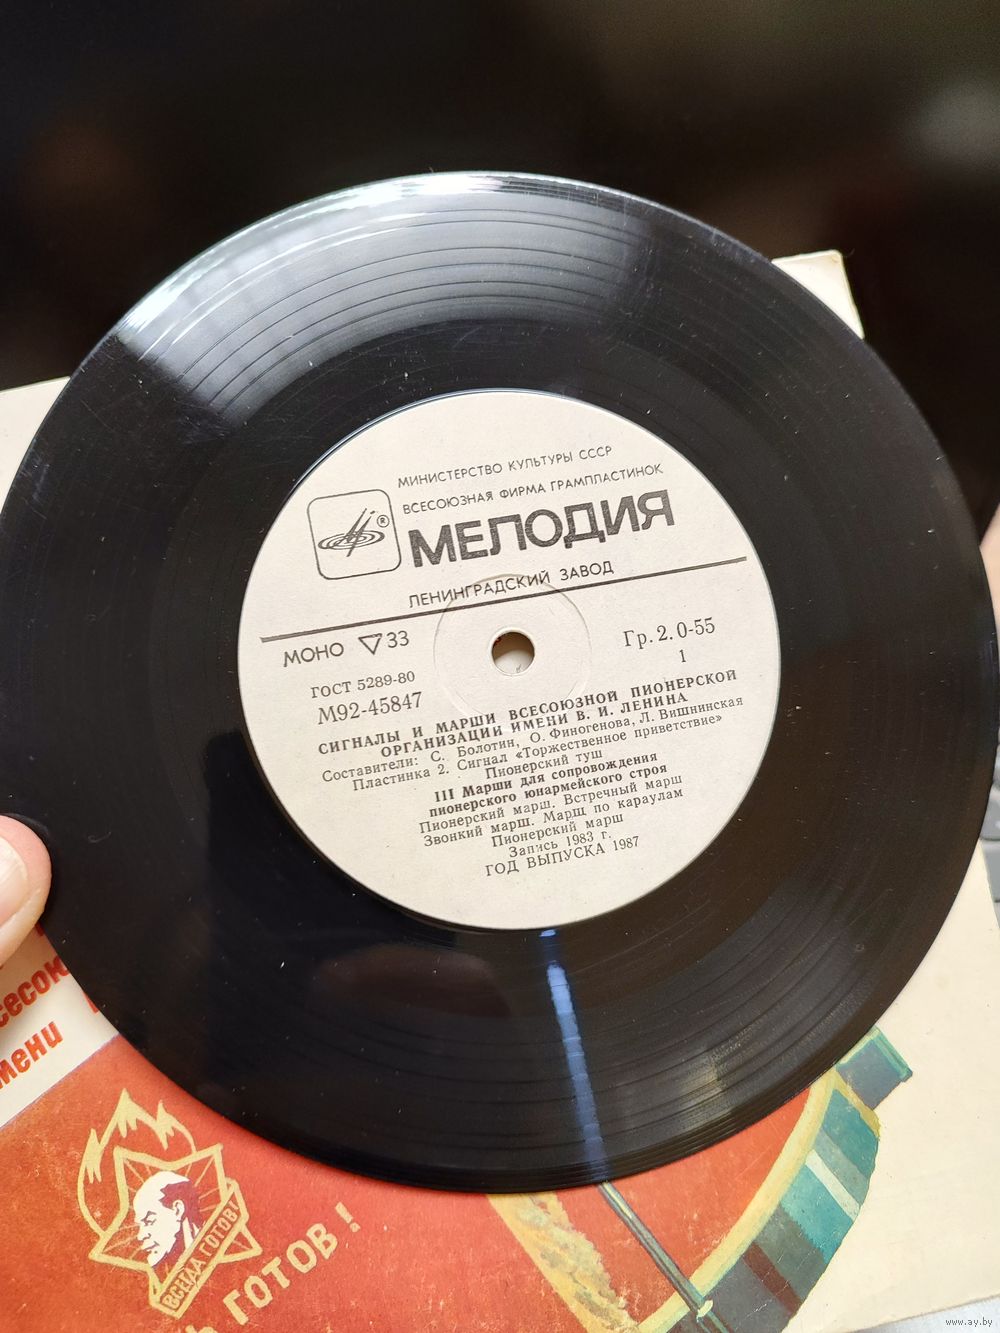 МИНИСТЕРСТВО КУЛЬТУРЫ СССР
ВСЕСОЮЗНАЯ ФИРМА ГРАМПЛАСТИНОК
МЕЛОДИЯ
®
ЛЕНИНГРАДСКИЙ ЗАВОД
МОНО ▽ 33
Гр. 2. 0-55
ГОСТ 5289-80
1
М92-45847
СИГНАЛЫ И МАРШИ ВСЕСОЮЗНОЙ ПИОНЕРСКОЙ
ОРГАНИЗАЦИИ ИМЕНИ В. И. ЛЕНИНА
Составители: С. Болотин, О. Финогенова, Л. Вишнинская
Пластинка 2. Сигнал «Торжественное приветствие»
Пионерский туш
III Марши для сопровождения
пионерского юнармейского строя
Пионерский марш. Встречный марш
Звонкий марш. Марш по караулам
Пионерский марш
Запись 1983 г.
ГОД ВЫПУСКА 1987
мени
ВСЕГДА ГОТОВ!
ГОТОВ!
www.ay.by